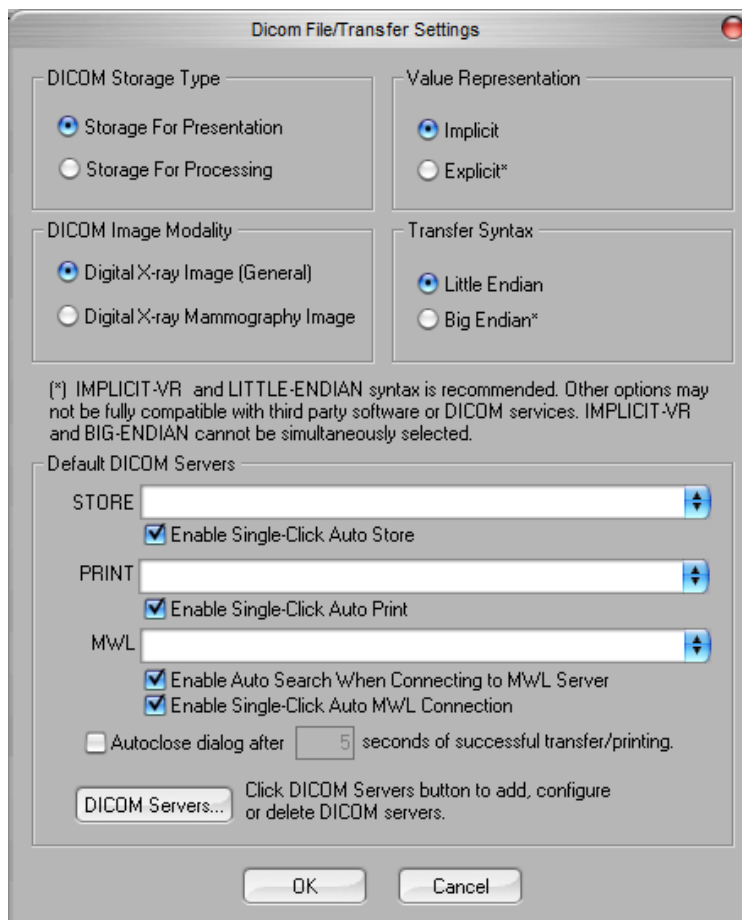 Dicom File/Transfer Settings
DICOM Storage Type
Storage For Presentation
Storage For Processing
Value Representation
Implicit
Explicit*
DICOM Image Modality
Digital X-ray Image (General)
Digital X-ray Mammography Image
Transfer Syntax
Little Endian
Big Endian*
(*) IMPLICIT-VR and LITTLE-ENDIAN syntax is recommended. Other options may
not be fully compatible with third party software or DICOM services. IMPLICIT-VR
and BIG-ENDIAN cannot be simultaneously selected.
Default DICOM Servers
STORE
Enable Single-Click Auto Store
PRINT
Enable Single-Click Auto Print
MWL
Enable Auto Search When Connecting to MWL Server
Enable Single-Click Auto MWL Connection
Autoclose dialog after 5 seconds of successful transfer/printing.
DICOM Servers...
Click DICOM Servers button to add, configure
or delete DICOM servers.
OK
Cancel